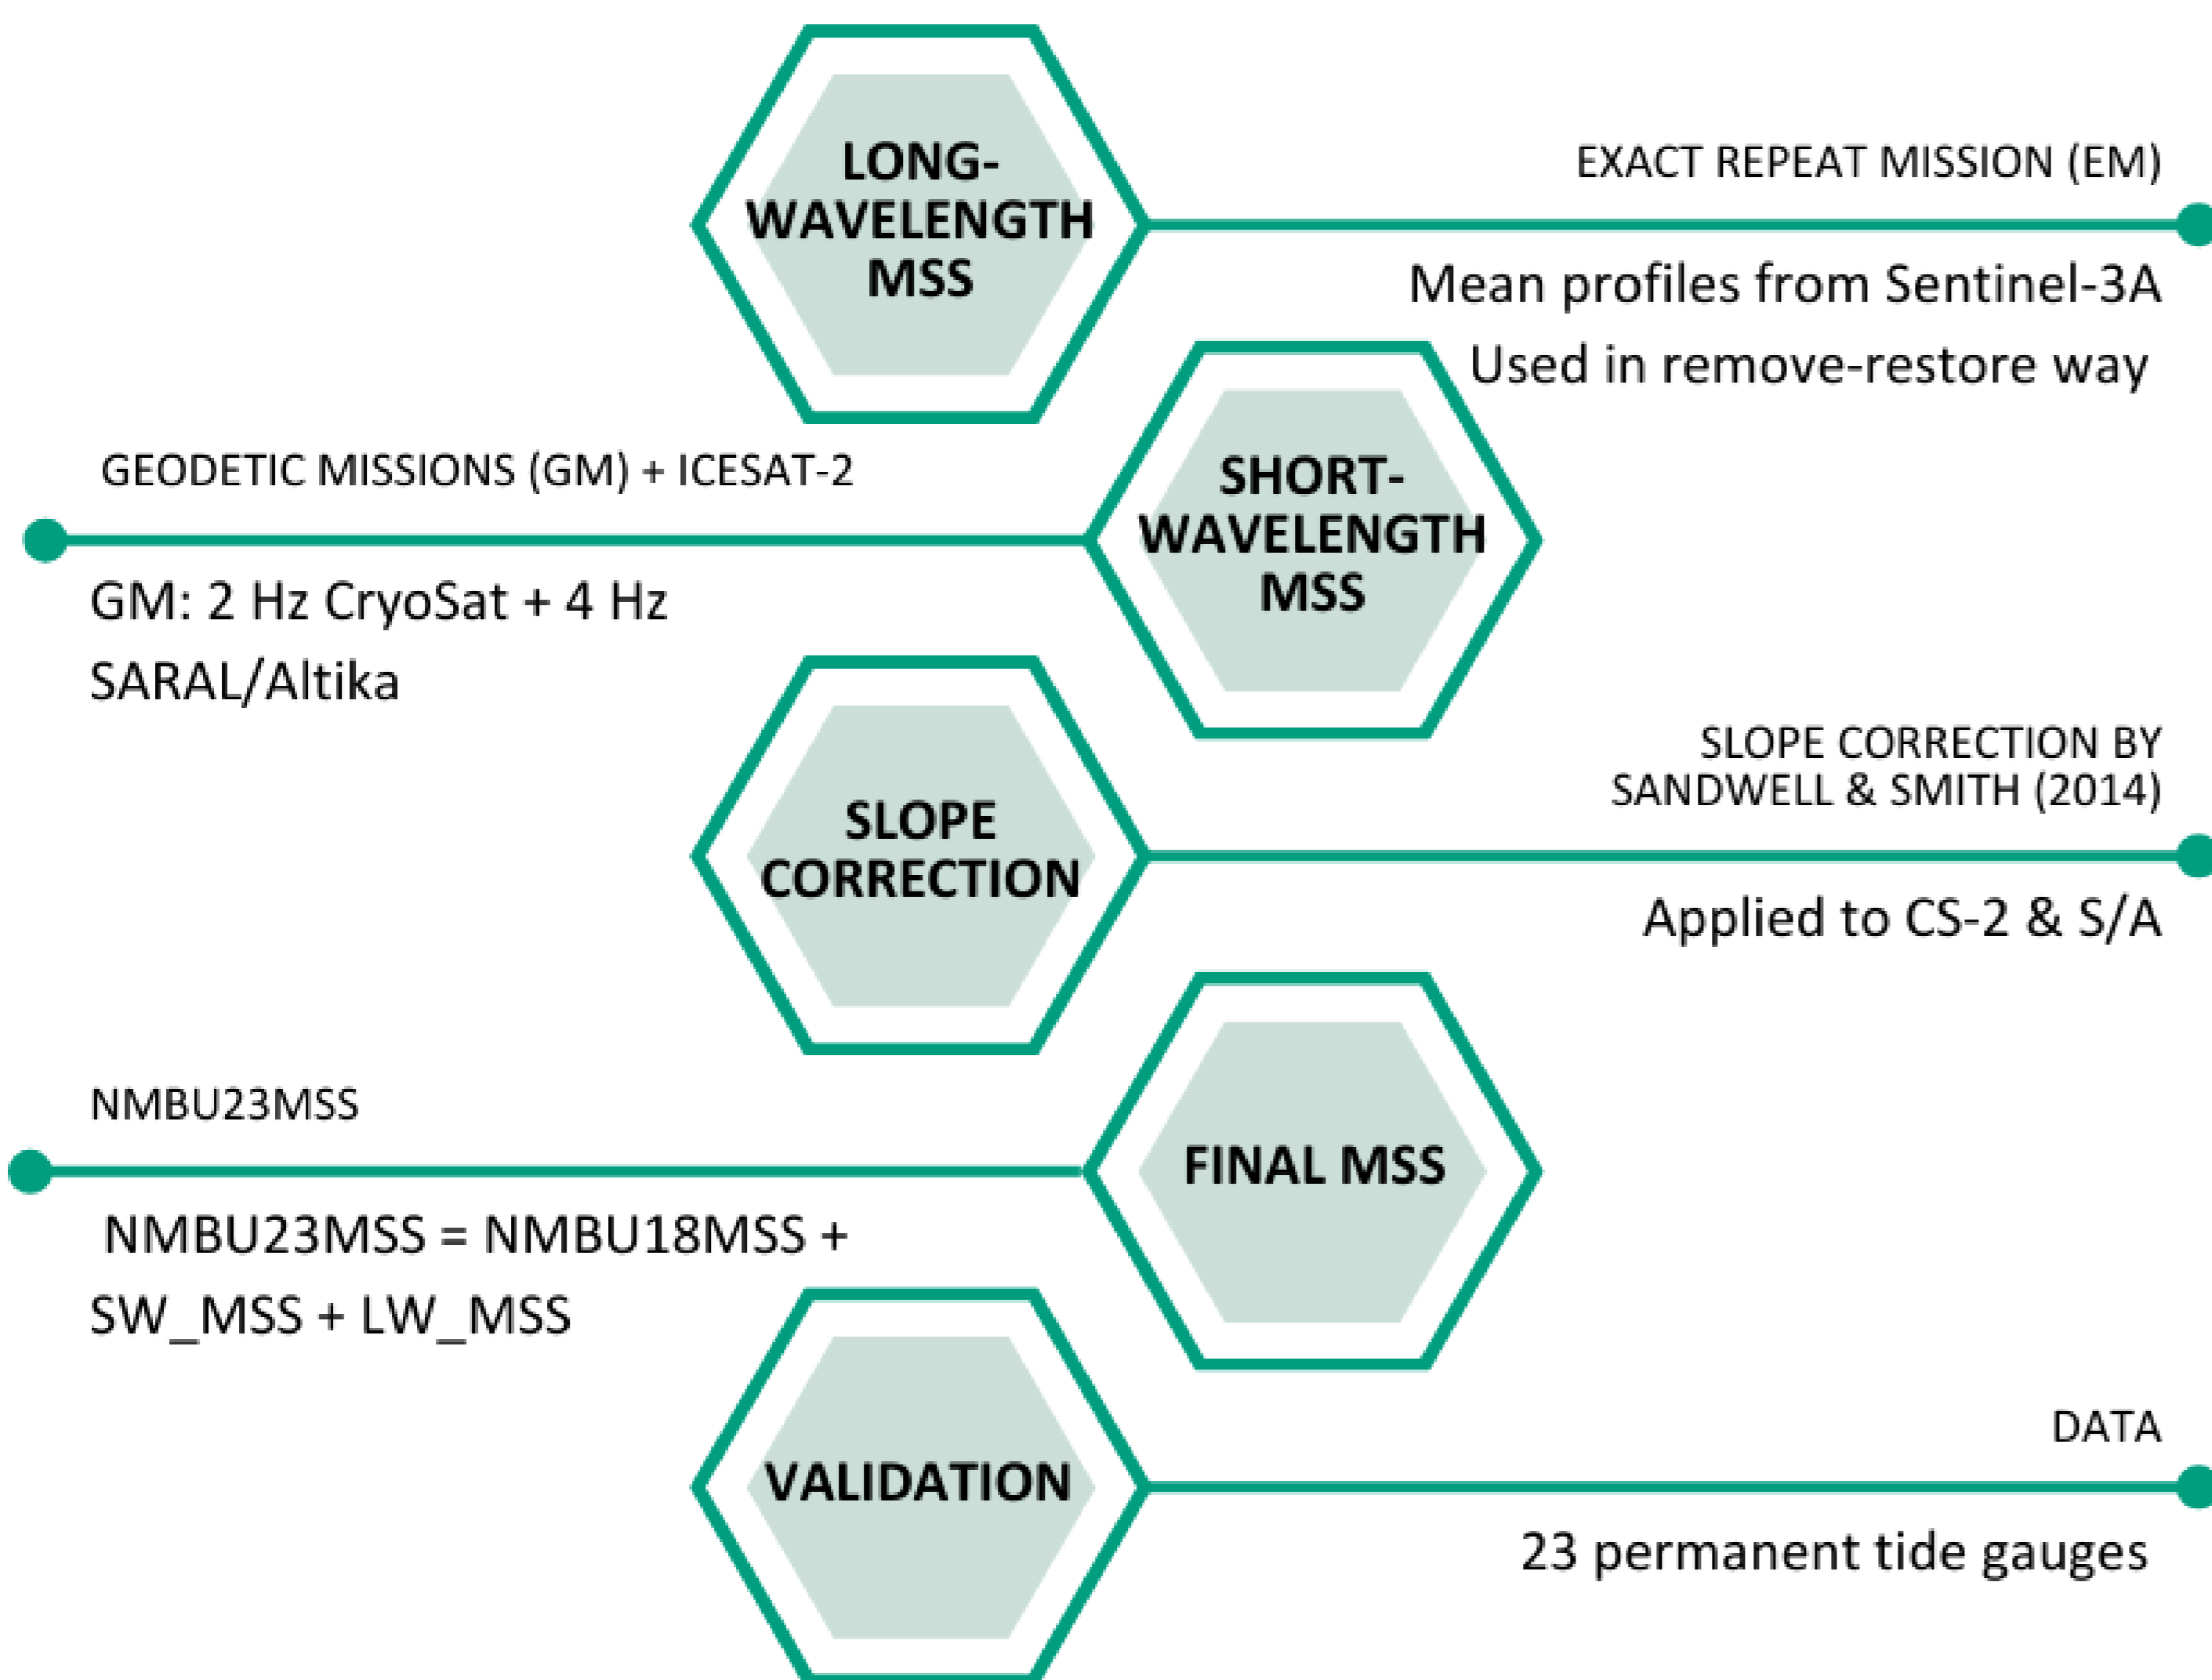 LONG-
WAVELENGTH
MSS
EXACT REPEAT MISSION (EM)
Mean profiles from Sentinel-3A
Used in remove-restore way
GEODETIC MISSIONS (GM) + ICESAT-2
GM: 2 Hz CryoSat + 4 Hz
SARAL/Altika
SHORT-
WAVELENGTH
MSS
SLOPE
CORRECTION
SLOPE CORRECTION BY
SANDWELL & SMITH (2014)
Applied to CS-2 & S/A
NMBU23MSS
NMBU23MSS = NMBU18MSS +
SW_MSS + LW_MSS
FINAL MSS
VALIDATION
DATA
23 permanent tide gauges